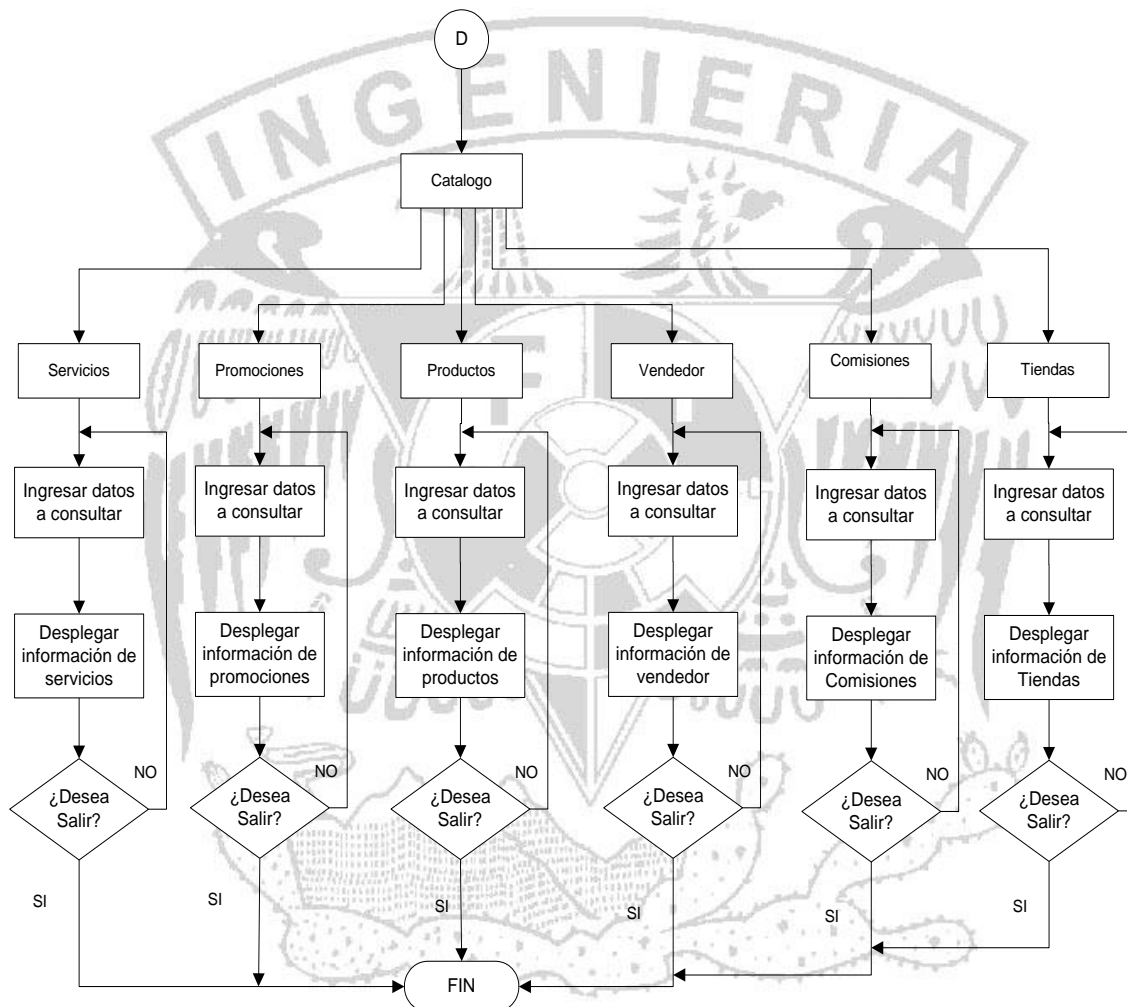 D
INGENIERIA
Catalogo
Servicios
Promociones
Productos
Vendedor
Comisiones
Tiendas
Ingresar datos
a consultar
Ingresar datos
a consultar
Ingresar datos
a consultar
Ingresar datos
a consultar
Ingresar datos
a consultar
Ingresar datos
a consultar
Desplegar
información de
servicios
Desplegar
información de
promociones
Desplegar
información de
productos
Desplegar
información de
vendedor
Desplegar
información de
Comisiones
Desplegar
información de
Tiendas
¿Desea
Salir?
NO
¿Desea
Salir?
NO
¿Desea
Salir?
NO
¿Desea
Salir?
NO
¿Desea
Salir?
NO
¿Desea
Salir?
NO
SI
SI
SI
SI
SI
SI
FIN